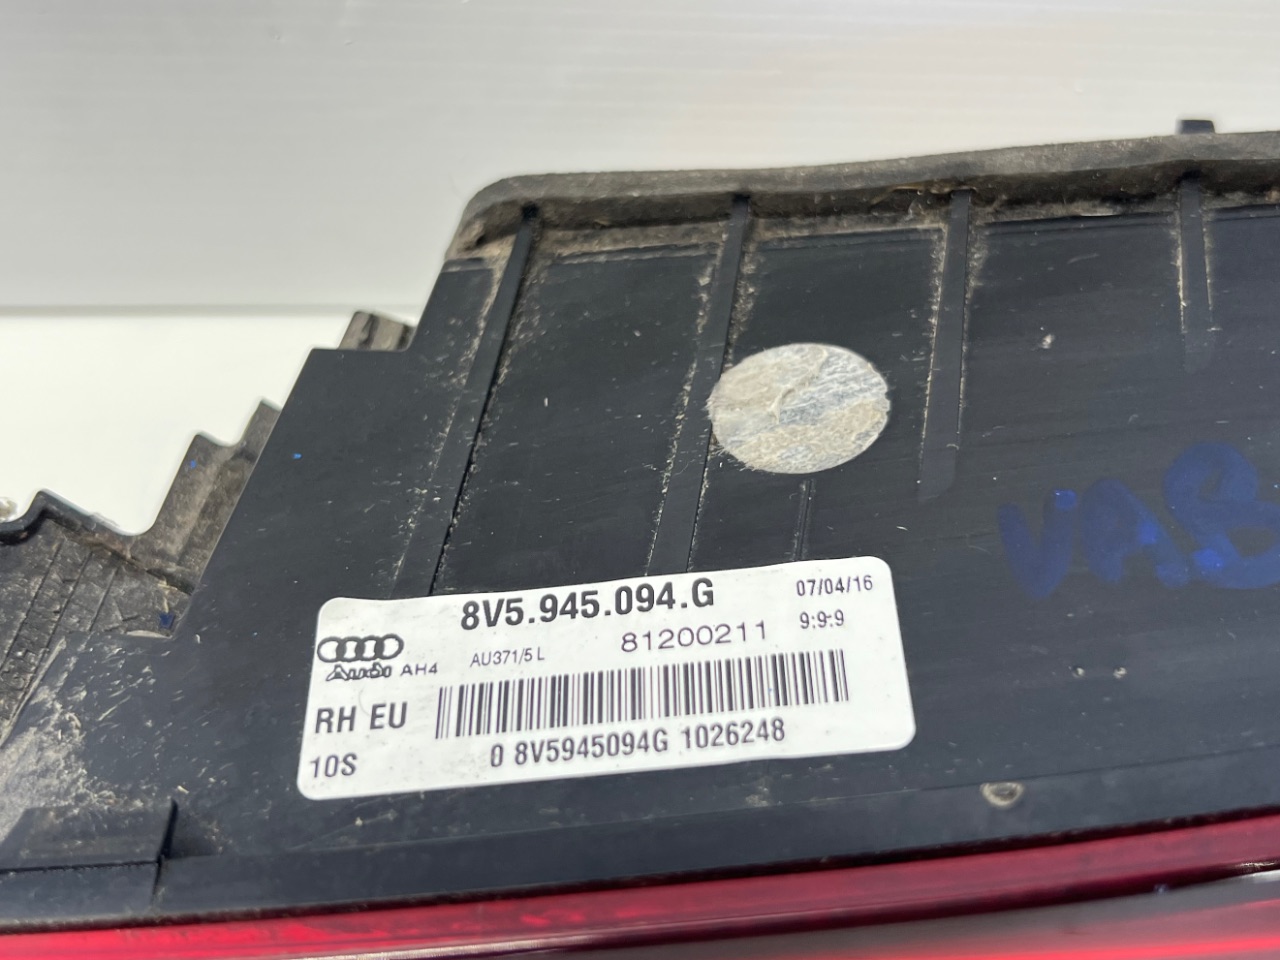 VAB
8V5.945.094.G 07/04/16
Audi AH4 AU371/5 L 81200211 9:9:9
RH EU
10S 0 8V5945094G 1026248